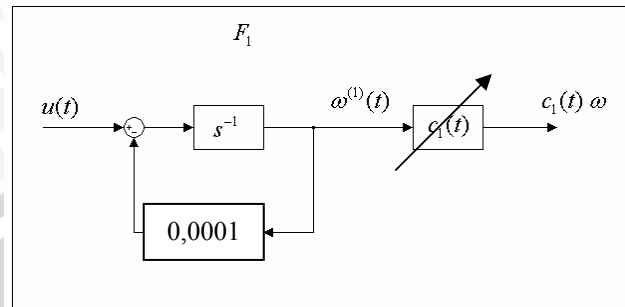 F₁
u(t)
+
-
s⁻¹
ω⁽¹⁾(t)
c₁(t)
c₁(t) ω
0,0001